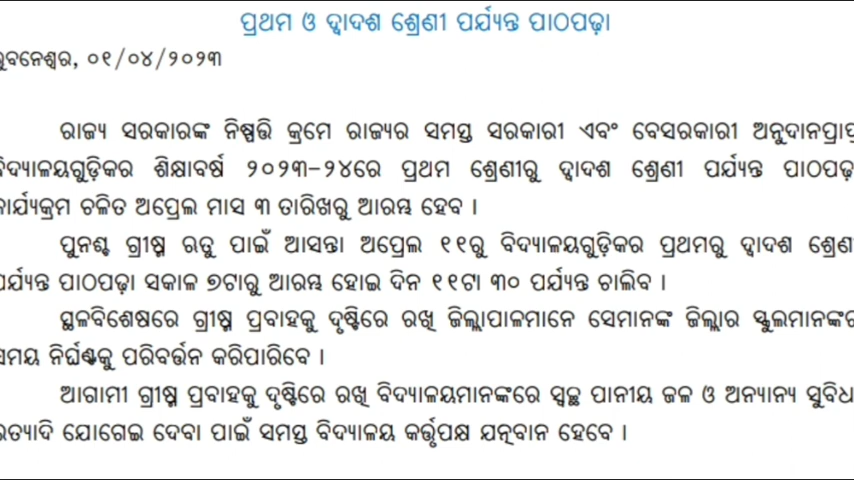 ପ୍ରଥମ ଓ ଦ୍ୱାଦଶ ଶ୍ରେଣୀ ପର୍ଯ୍ୟନ୍ତ ପାଠପଢ଼ା
ୁବନେଶ୍ୱର, ୦୧/୦୪/୨୦୨୩
ରାଜ୍ୟ ସରକାରଙ୍କ ନିଷ୍ପତ୍ତି କ୍ରମେ ରାଜ୍ୟର ସମସ୍ତ ସରକାରୀ ଏବଂ ବେସରକାରୀ ଅନୁଦାନପ୍ରାପ୍ତ
ବିଦ୍ୟାଳୟଗୁଡ଼ିକର ଶିକ୍ଷାବର୍ଷ ୨୦୨୩-୨୪ରେ ପ୍ରଥମ ଶ୍ରେଣୀରୁ ଦ୍ୱାଦଶ ଶ୍ରେଣୀ ପର୍ଯ୍ୟନ୍ତ ପାଠପଢ଼ା
କାର୍ଯ୍ୟକ୍ରମ ଚଳିତ ଅପ୍ରେଲ ମାସ ୩ ତାରିଖରୁ ଆରମ୍ଭ ହେବ ।
ପୁନଶ୍ଚ ଗ୍ରୀଷ୍ମ ଋତୁ ପାଇଁ ଆସନ୍ତା ଅପ୍ରେଲ ୧୧ରୁ ବିଦ୍ୟାଳୟଗୁଡ଼ିକର ପ୍ରଥମରୁ ଦ୍ୱାଦଶ ଶ୍ରେଣୀ
ପର୍ଯ୍ୟନ୍ତ ପାଠପଢ଼ା ସକାଳ ୭ଟାରୁ ଆରମ୍ଭ ହୋଇ ଦିନ ୧୧ଟା ୩୦ ପର୍ଯ୍ୟନ୍ତ ଚାଲିବ ।
ସ୍ଥଳବିଶେଷରେ ଗ୍ରୀଷ୍ମ ପ୍ରବାହକୁ ଦୃଷ୍ଟିରେ ରଖି ଜିଲ୍ଲାପାଳମାନେ ସେମାନଙ୍କ ଜିଲ୍ଲାର ସ୍କୁଲମାନଙ୍କର
ସମୟ ନିର୍ଘଣ୍ଟକୁ ପରିବର୍ତ୍ତନ କରିପାରିବେ ।
ଆଗାମୀ ଗ୍ରୀଷ୍ମ ପ୍ରବାହକୁ ଦୃଷ୍ଟିରେ ରଖି ବିଦ୍ୟାଳୟମାନଙ୍କରେ ସ୍ୱଚ୍ଛ ପାନୀୟ ଜଳ ଓ ଅନ୍ୟାନ୍ୟ ସୁବିଧା
ଇତ୍ୟାଦି ଯୋଗେଇ ଦେବା ପାଇଁ ସମସ୍ତ ବିଦ୍ୟାଳୟ କର୍ତ୍ତୃପକ୍ଷ ଯତ୍ନବାନ ହେବେ ।